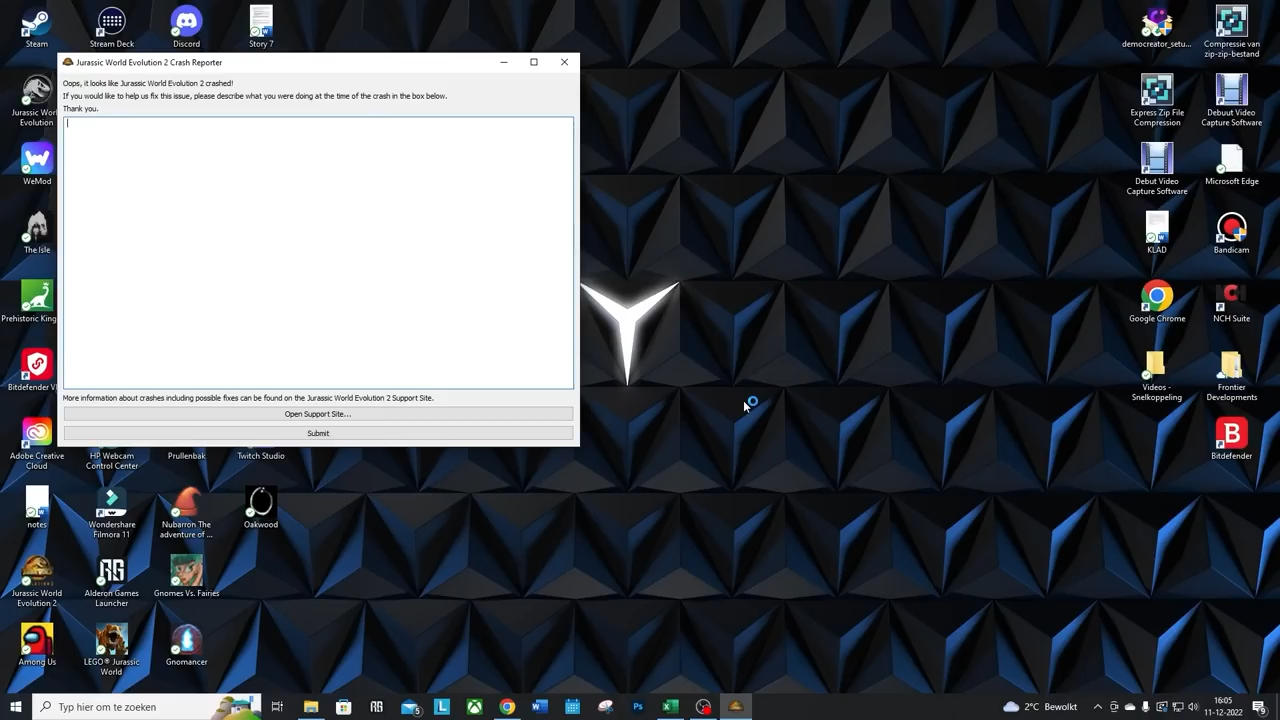 Steam
Stream Deck
Discord
Story 7
democreator_setu...
Compressie van
zip-zip-bestand
Jurassic World Evolution 2 Crash Reporter
Oops, it looks like Jurassic World Evolution 2 crashed!
If you would like to help us fix this issue, please describe what you were doing at the time of the crash in the box below.
Thank you.
More information about crashes including possible fixes can be found on the Jurassic World Evolution 2 Support Site.
Open Support Site...
Submit
Jurassic Worl
Evolution
WeMod
The Isle
Prehistoric King
Bitdefender V
Adobe Creative
Cloud
HP Webcam
Control Center
Prullenbak
Twitch Studio
notes
Wondershare
Filmora 11
Nubarron The
adventure of ...
Oakwood
Jurassic World
Evolution 2
Alderon Games
Launcher
Gnomes Vs. Fairies
Among Us
LEGO® Jurassic
World
Gnomancer
Express Zip File
Compression
Debuut Video
Capture Software
Debut Video
Capture Software
Microsoft Edge
KLAD
Bandicam
Google Chrome
NCH Suite
Videos -
Snelkoppeling
Frontier
Developments
Bitdefender
Typ hier om te zoeken
2°C Bewolkt
16:05
11-12-2022